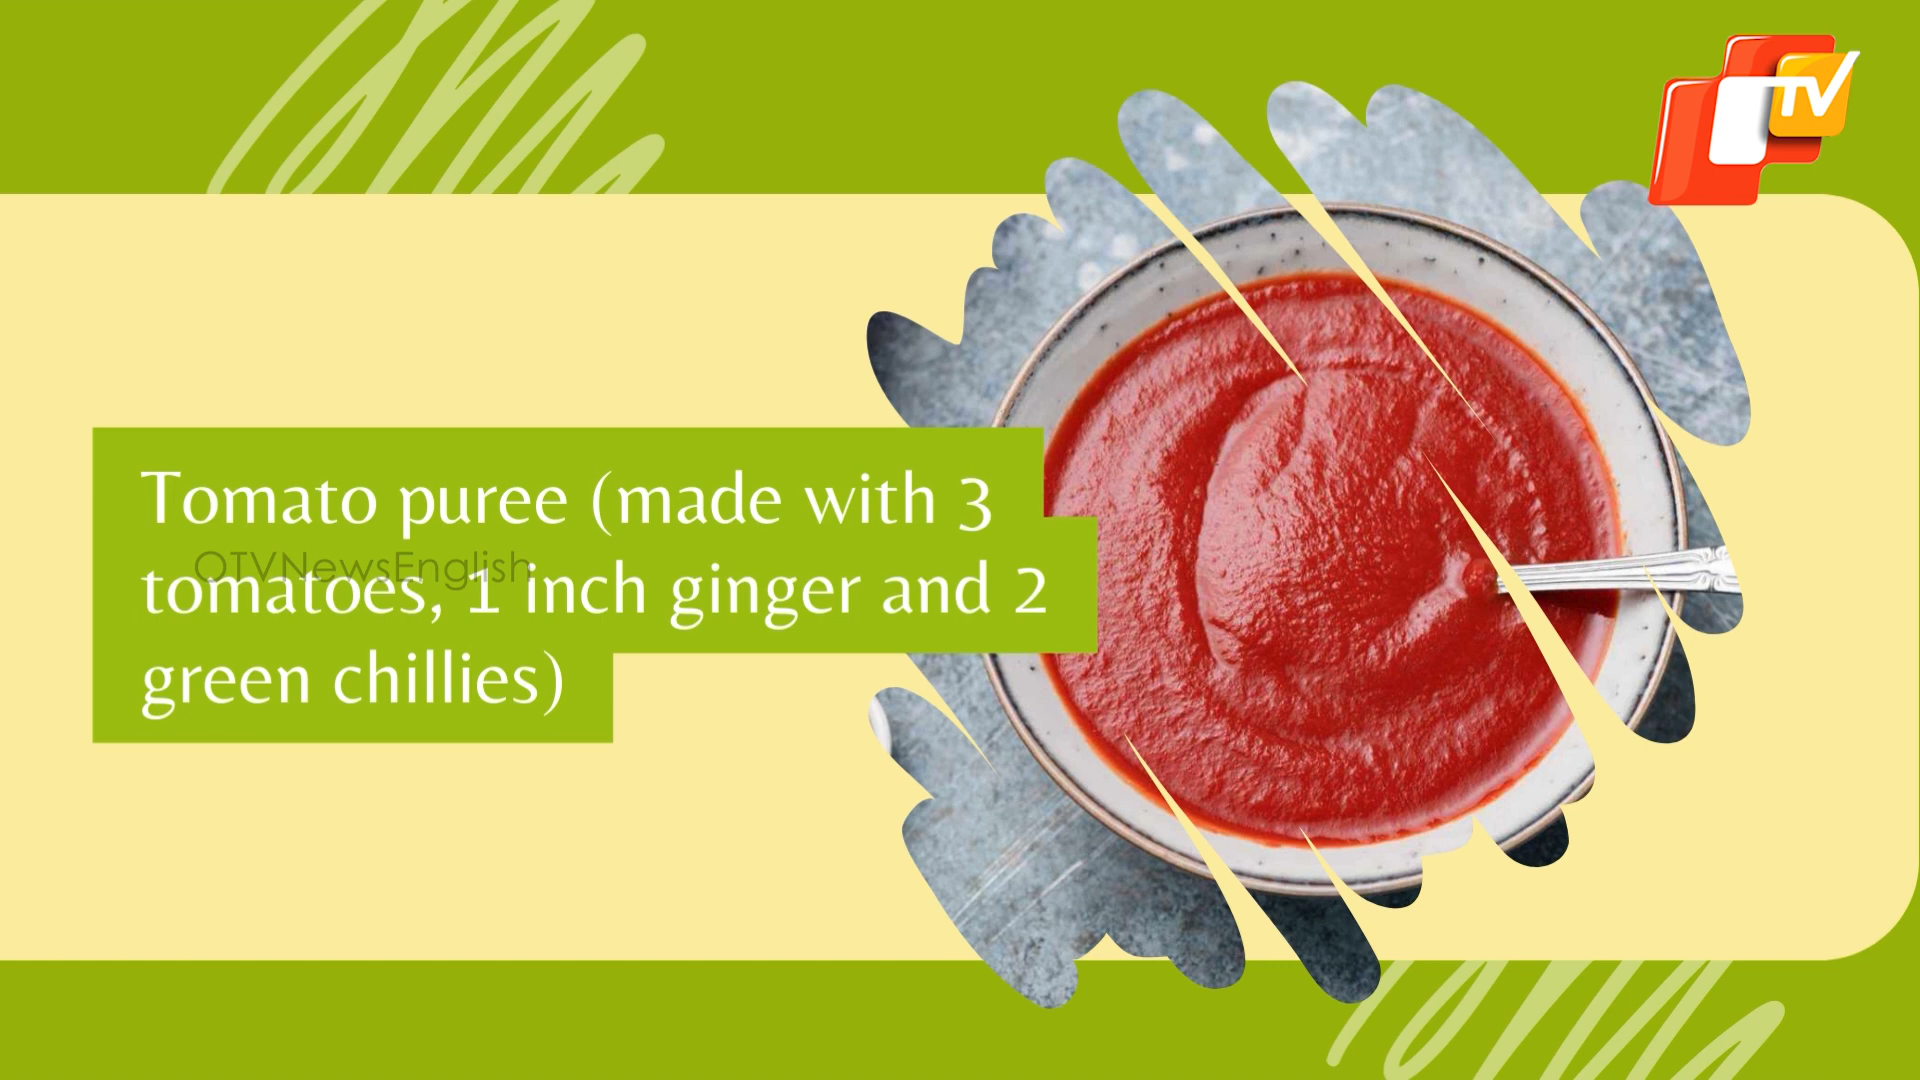 TV
Tomato puree (made with 3
OTVNewsEnglish
tomatoes, 1 inch ginger and 2
green chillies)